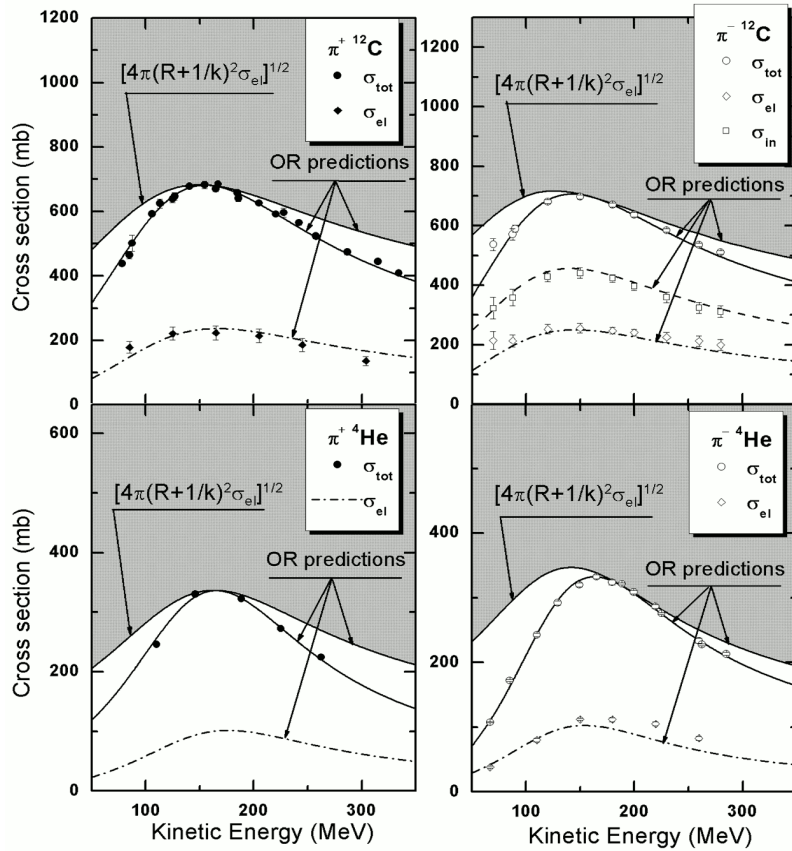 1200
1000
800
600
400
200
0
Cross section (mb)
π⁺ ¹²C
σtot
σel
[4π(R+1/k)²σel]^1/2
OR predictions
1200
1000
800
600
400
200
0
π⁻ ¹²C
σtot
σel
σin
[4π(R+1/k)²σel]^1/2
OR predictions
600
400
200
0
Cross section (mb)
π⁺ ⁴He
σtot
σel
[4π(R+1/k)²σel]^1/2
OR predictions
100 200 300
Kinetic Energy (MeV)
600
400
200
0
π⁻ ⁴He
σtot
σel
[4π(R+1/k)²σel]^1/2
OR predictions
100 200 300
Kinetic Energy (MeV)